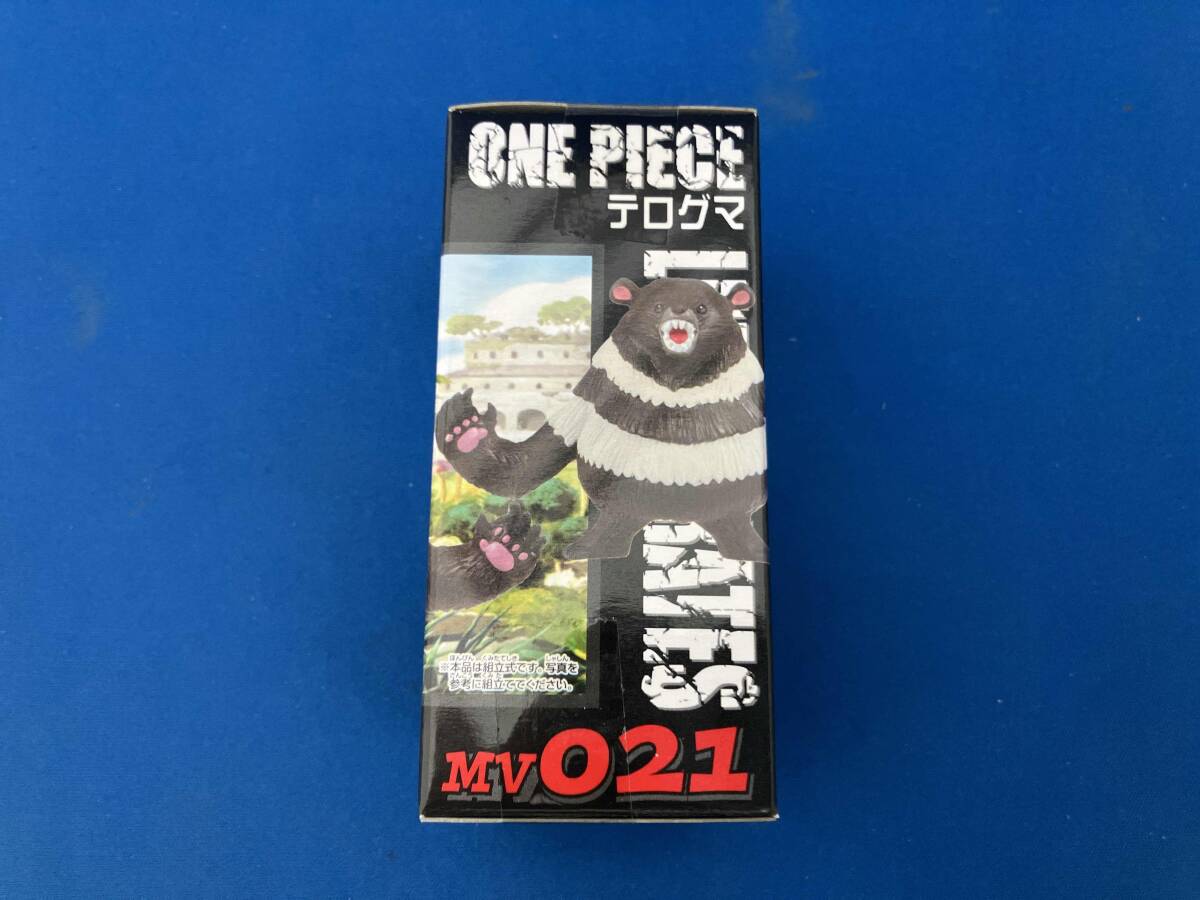 ONE PIECE
テログマ
※本品は組立式です。写真を
参考に組立ててください。
MV021